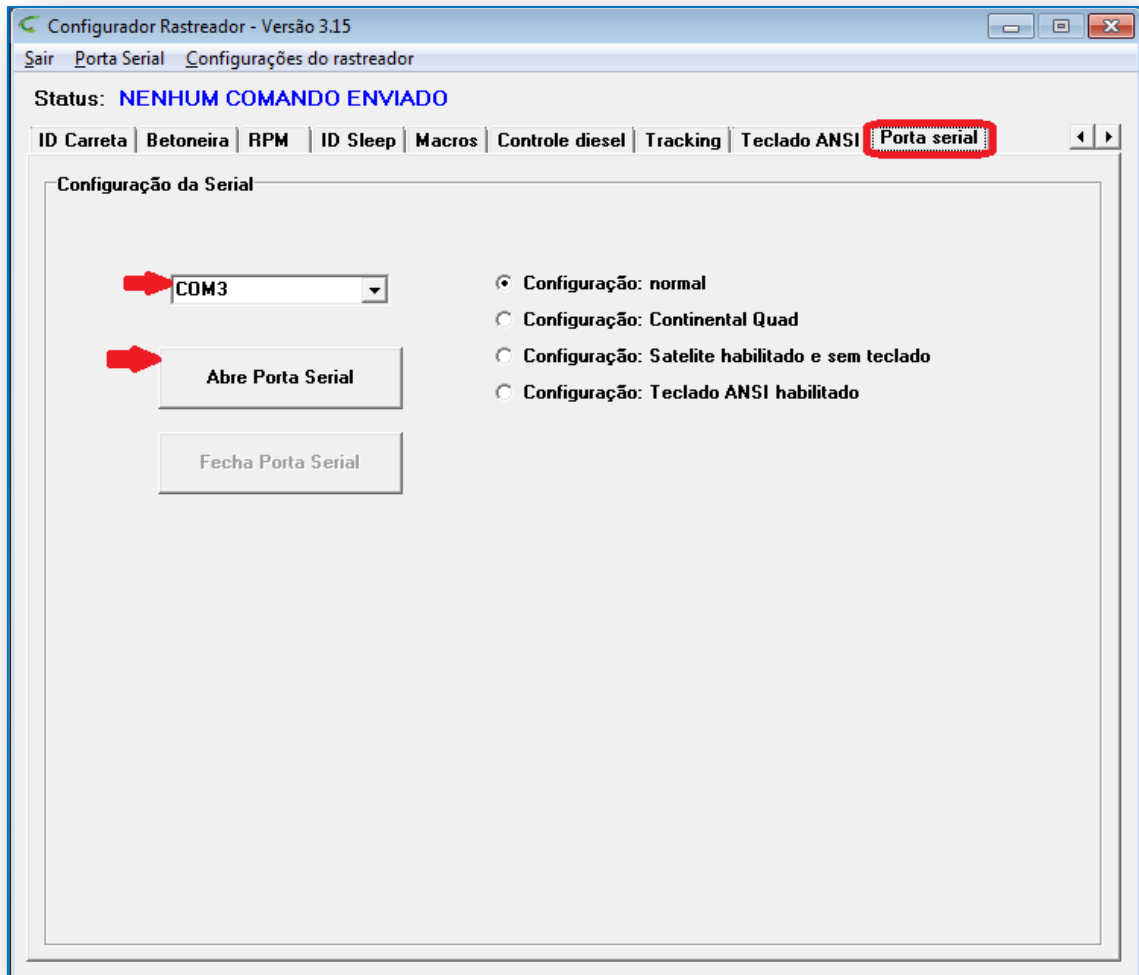 Configurador Rastreador - Versão 3.15
Sair Porta Serial Configurações do rastreador
Status: NENHUM COMANDO ENVIADO
ID Carreta Betoneira RPM ID Sleep Macros Controle diesel Tracking Teclado ANSI Porta serial
Configuração da Serial
COM3
Configuração: normal
Configuração: Continental Quad
Configuração: Satelite habilitado e sem teclado
Configuração: Teclado ANSI habilitado
Abre Porta Serial
Fecha Porta Serial